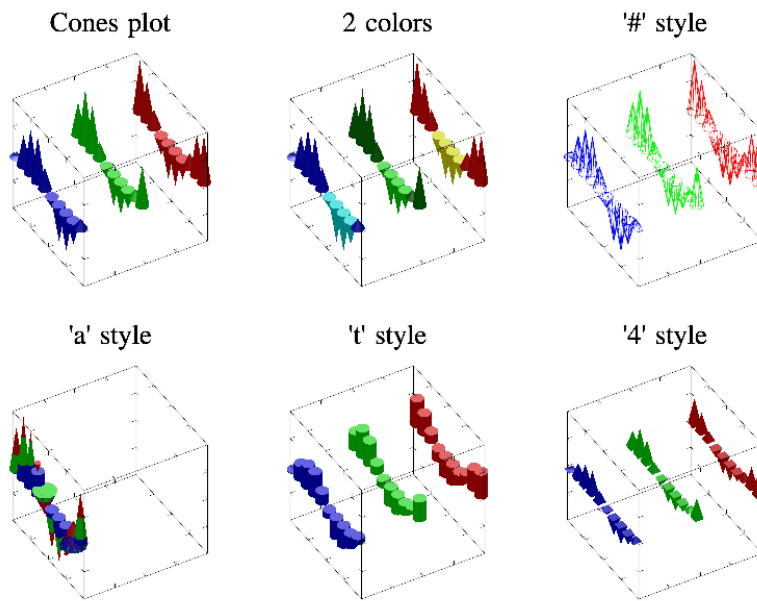 Cones plot
2 colors
'#' style
'a' style
't' style
'4' style